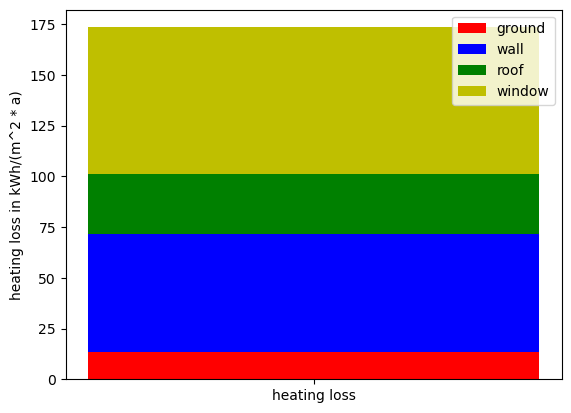 175
150
125
100
75
50
25
0
heating loss in kWh/(m^2 * a)
heating loss
ground
wall
roof
window